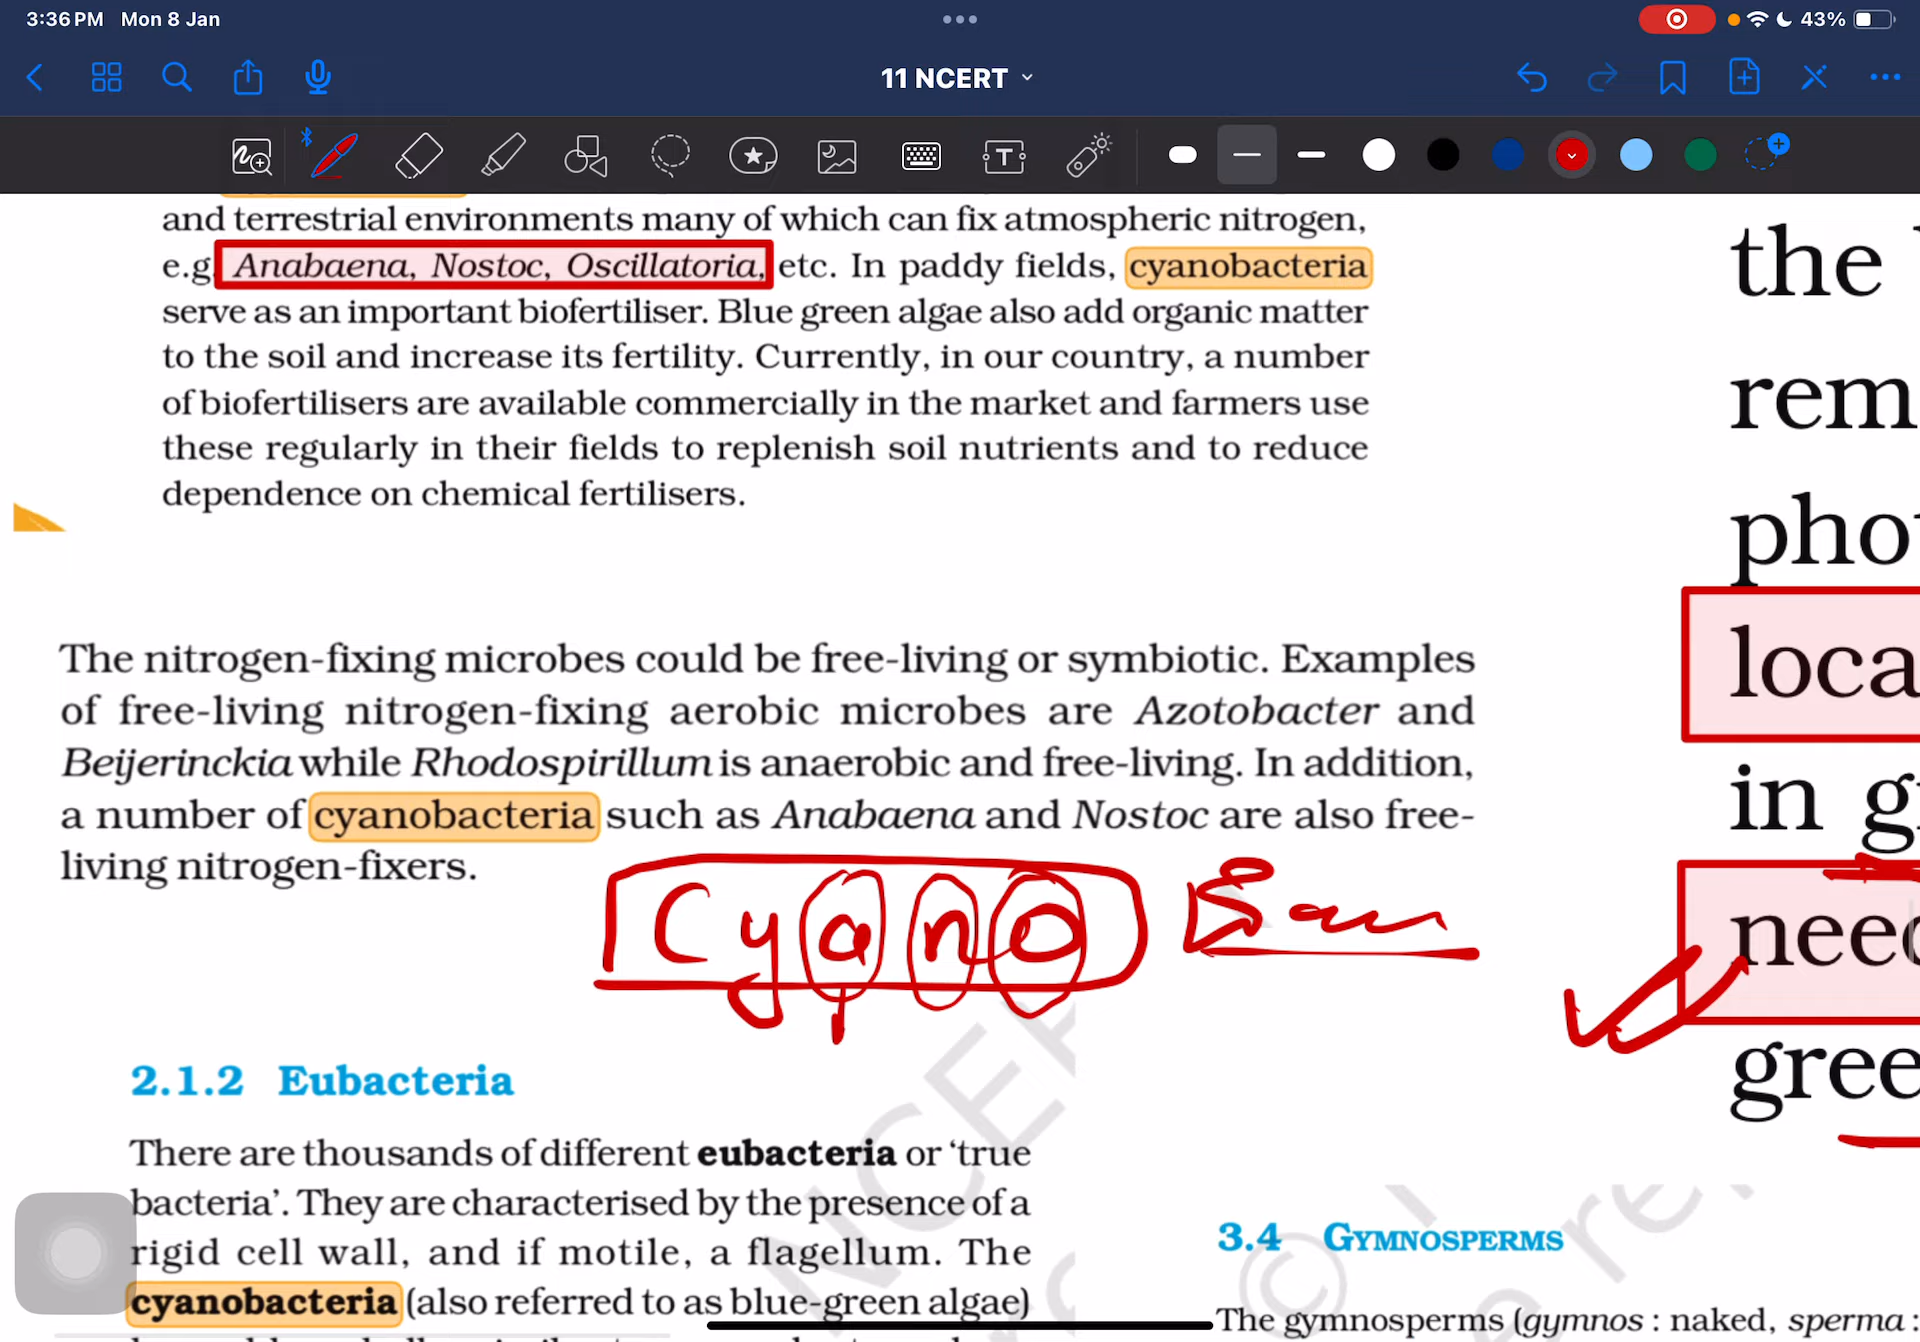 3:36 PM Mon 8 Jan
43%
11 NCERT
and terrestrial environments many of which can fix atmospheric nitrogen,
e.g. Anabaena, Nostoc, Oscillatoria, etc. In paddy fields, cyanobacteria
serve as an important biofertiliser. Blue green algae also add organic matter
to the soil and increase its fertility. Currently, in our country, a number
of biofertilisers are available commercially in the market and farmers use
these regularly in their fields to replenish soil nutrients and to reduce
dependence on chemical fertilisers.
The nitrogen-fixing microbes could be free-living or symbiotic. Examples
of free-living nitrogen-fixing aerobic microbes are Azotobacter and
Beijerinckia while Rhodospirillum is anaerobic and free-living. In addition,
a number of cyanobacteria such as Anabaena and Nostoc are also free-
living nitrogen-fixers.
Cyano
2.1.2 Eubacteria
There are thousands of different eubacteria or ‘true
bacteria’. They are characterised by the presence of a
rigid cell wall, and if motile, a flagellum. The
cyanobacteria (also referred to as blue-green algae)
the
rem
pho
loca
in g
need
gree
3.4 GYMNOSPERMS
The gymnosperms (gymnos : naked, sperma :